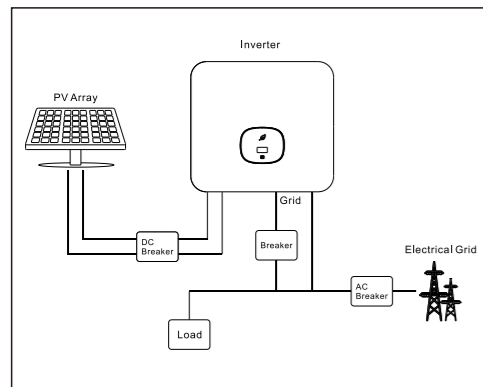 Inverter
PV Array
Grid
DC
Breaker
Breaker
Electrical Grid
AC
Breaker
Load